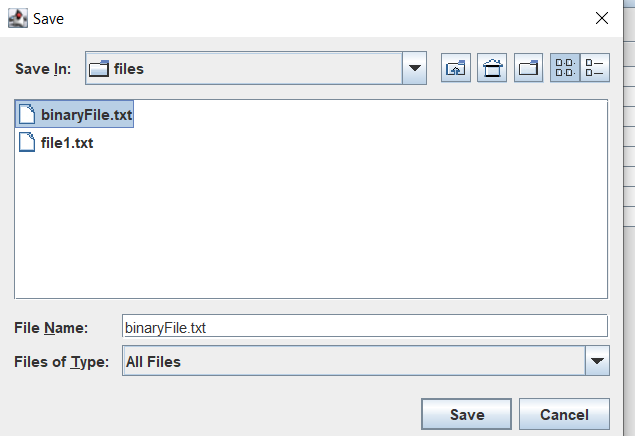 Save
Save In: files
binaryFile.txt
file1.txt
File Name: binaryFile.txt
Files of Type: All Files
Save Cancel